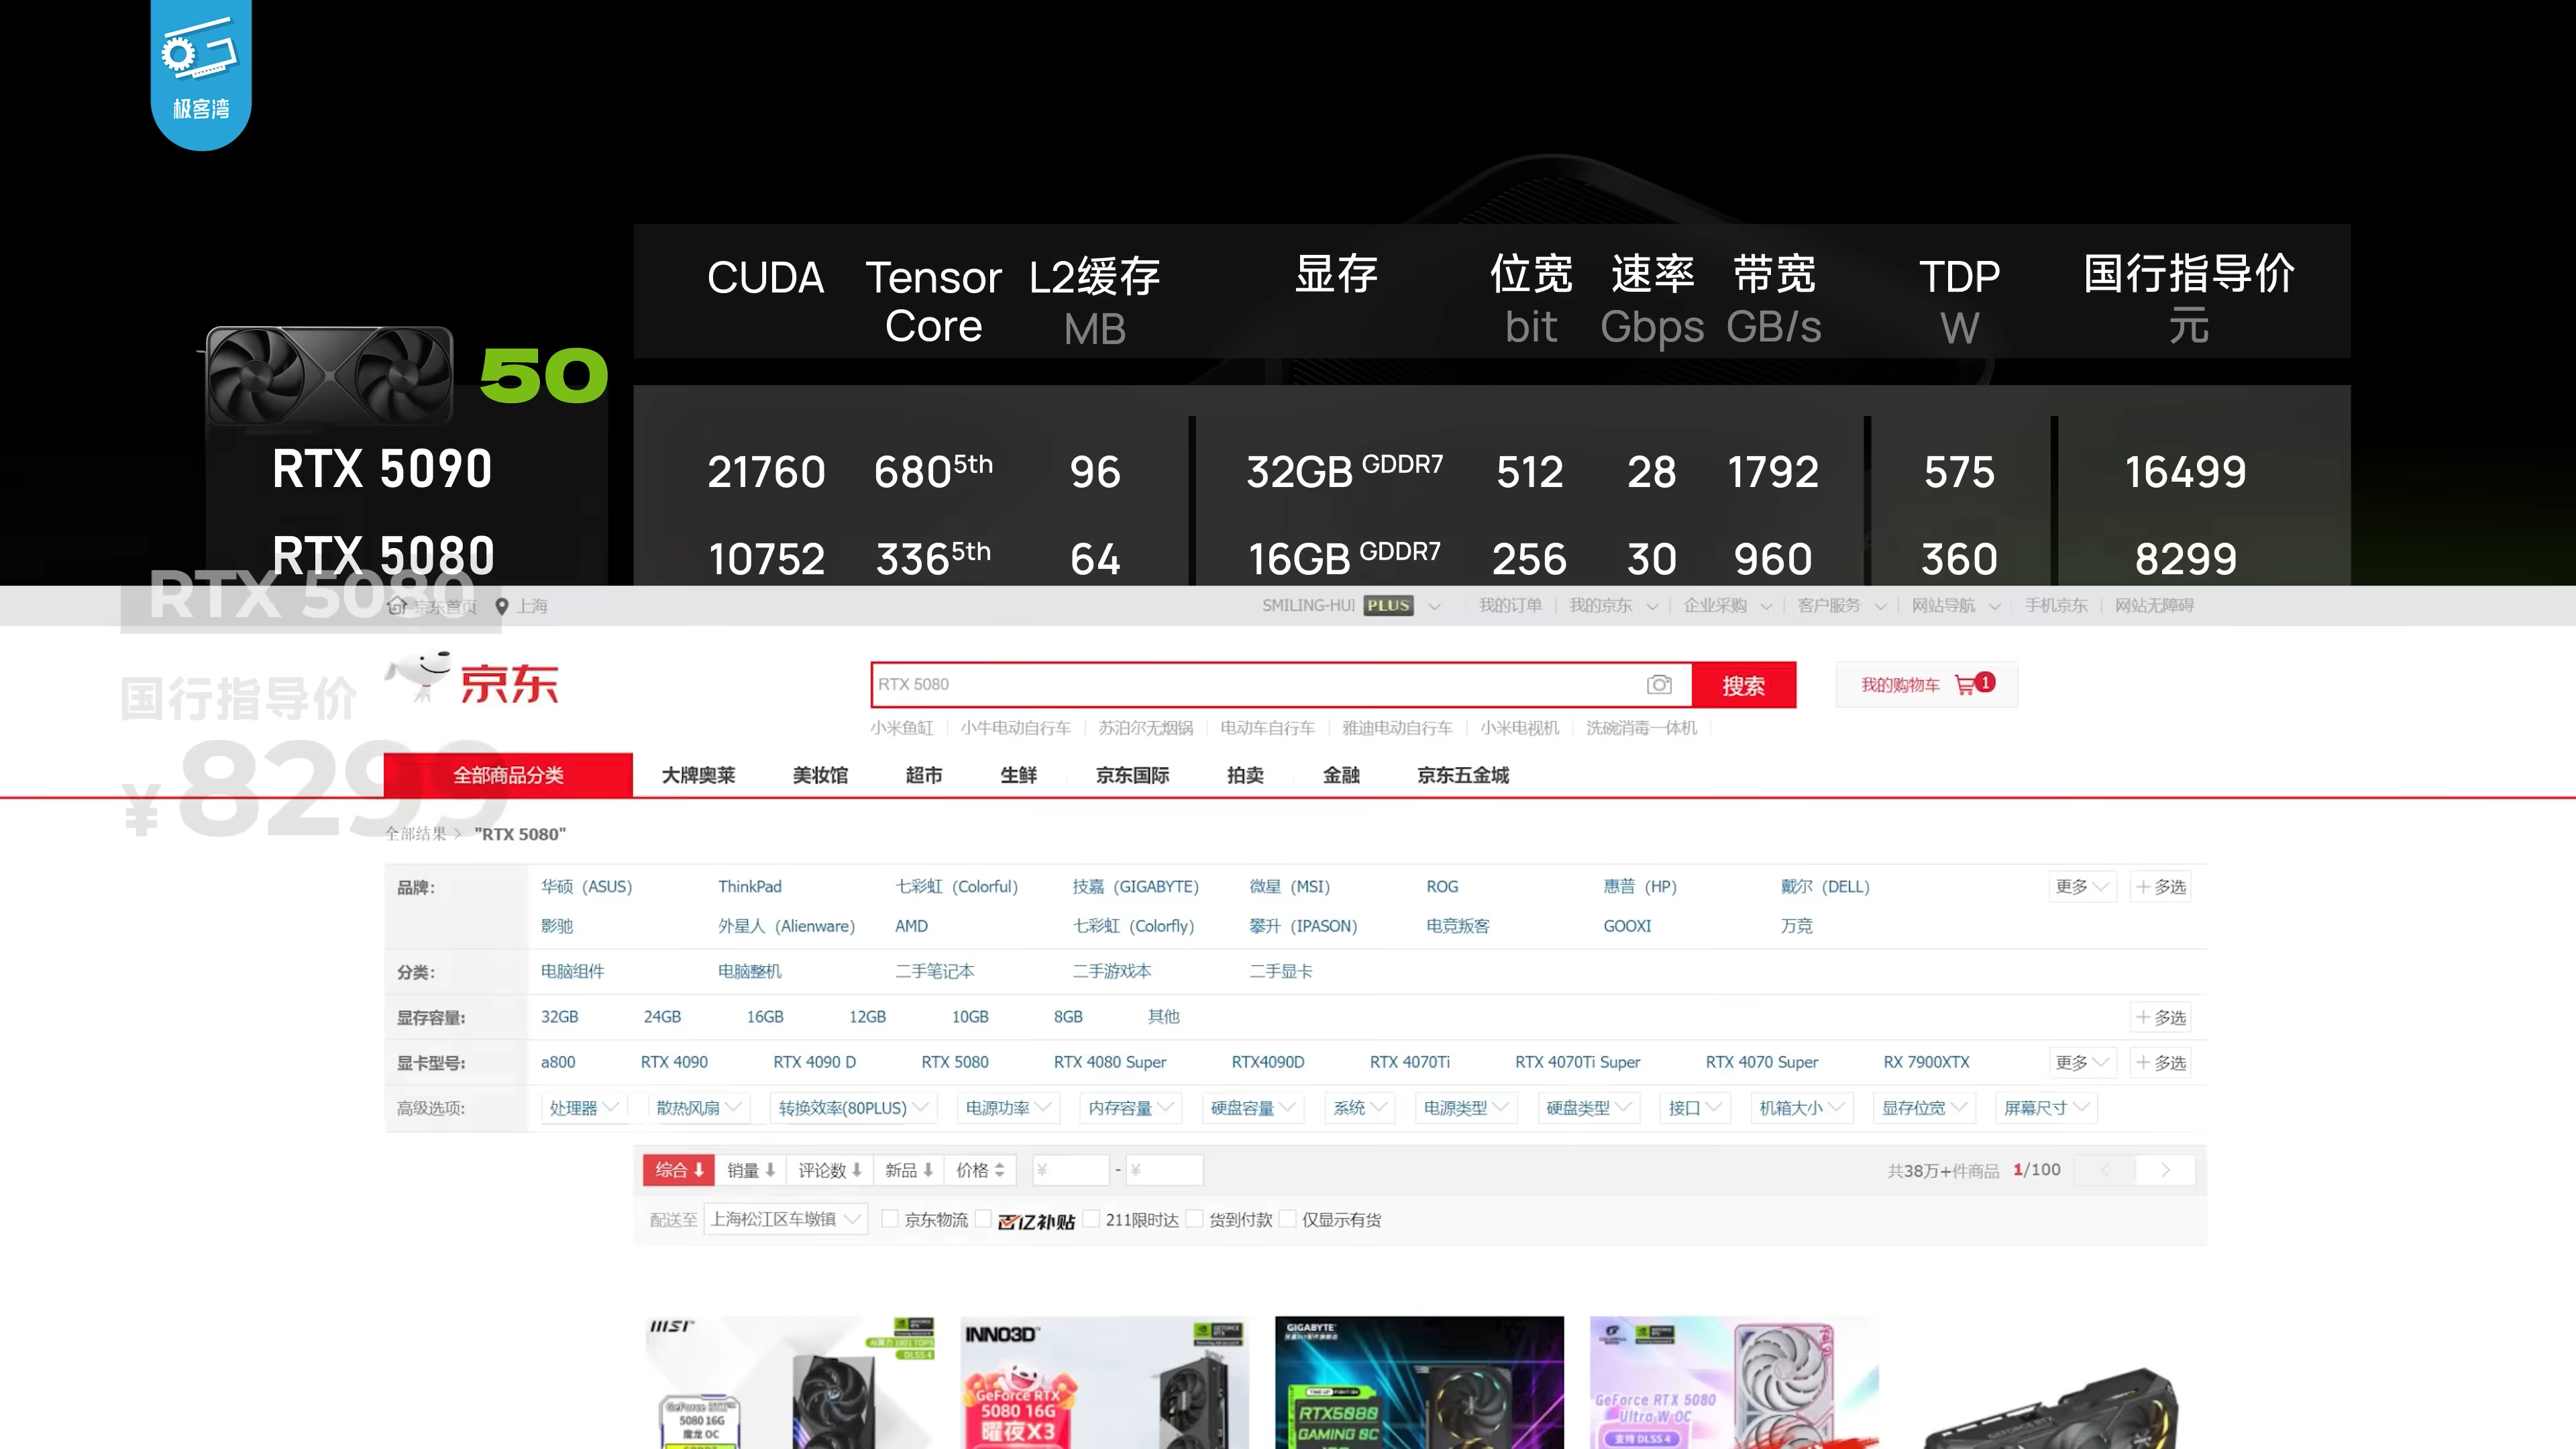 极客湾
CUDA Tensor Core L2缓存 MB 显存 位宽 bit 速率 Gbps 带宽 GB/s TDP W 国行指导价 元
50
RTX 5090 21760 680 5th 96 32GB GDDR7 512 28 1792 575 16499
RTX 5080 10752 336 5th 64 16GB GDDR7 256 30 960 360 8299
RTX 5080
国行指导价
¥8299
京东首页 上海 SMILING-HUI PLUS 我的订单 我的京东 企业采购 客户服务 网站导航 手机京东 网站无障碍
京东 RTX 5080 搜索 我的购物车 1
小米鱼缸 小牛电动自行车 苏泊尔无烟锅 电动车自行车 雅迪电动自行车 小米电视机 洗碗消毒一体机
全部商品分类 大牌奥莱 美妆馆 超市 生鲜 京东国际 拍卖 金融 京东五金城
全部结果 > "RTX 5080"
品牌: 华硕（ASUS） ThinkPad 七彩虹（Colorful） 技嘉（GIGABYTE） 微星（MSI） ROG 惠普（HP） 戴尔（DELL） 更多 +多选
影驰 外星人（Alienware） AMD 七彩虹（Colorfly） 攀升（IPASON） 电竞叛客 GOOXI 万竞
分类: 电脑组件 电脑整机 二手笔记本 二手游戏本 二手显卡
显存容量: 32GB 24GB 16GB 12GB 10GB 8GB 其他 +多选
显卡型号: a800 RTX 4090 RTX 4090 D RTX 5080 RTX 4080 Super RTX4090D RTX 4070Ti RTX 4070Ti Super RTX 4070 Super RX 7900XTX 更多 +多选
高级选项: 处理器 散热风扇 转换效率(80PLUS) 电源功率 内存容量 硬盘容量 系统 电源类型 硬盘类型 接口 机箱大小 显存位宽 屏幕尺寸
综合 销量 评论数 新品 价格 ¥ - ¥ 共38万+件商品 1/100 < >
配送至 上海松江区车墩镇 京东物流 百亿补贴 211限时达 货到付款 仅显示有货
MSI
DLSS 4
GeForce RTX
5080 16G
魔龙 OC
INNO3D
GeForce RTX
5080 16G
曜夜X3
GIGABYTE
RTX5080
GAMING OC
GeForce RTX 5080
Ultra W OC
支持 DLSS 4
GEFORCE RTX